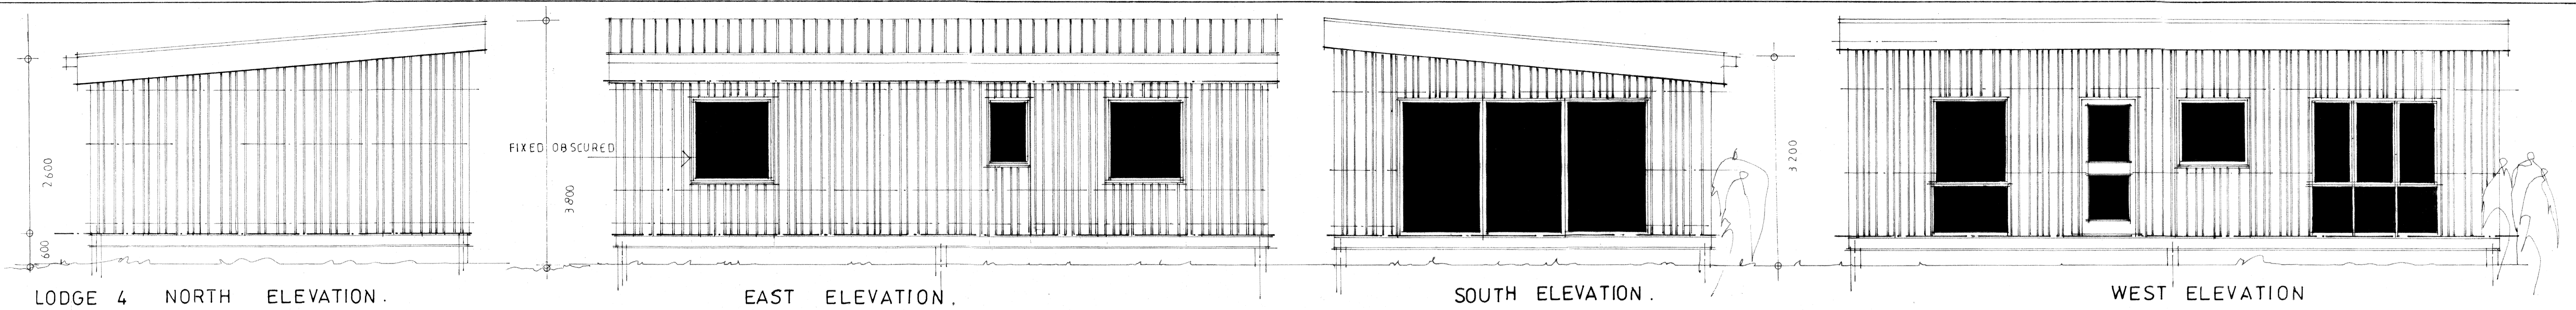 2600
600
LODGE 4 NORTH ELEVATION.
FIXED OBSCURED
3800
EAST ELEVATION.
SOUTH ELEVATION.
3200
WEST ELEVATION